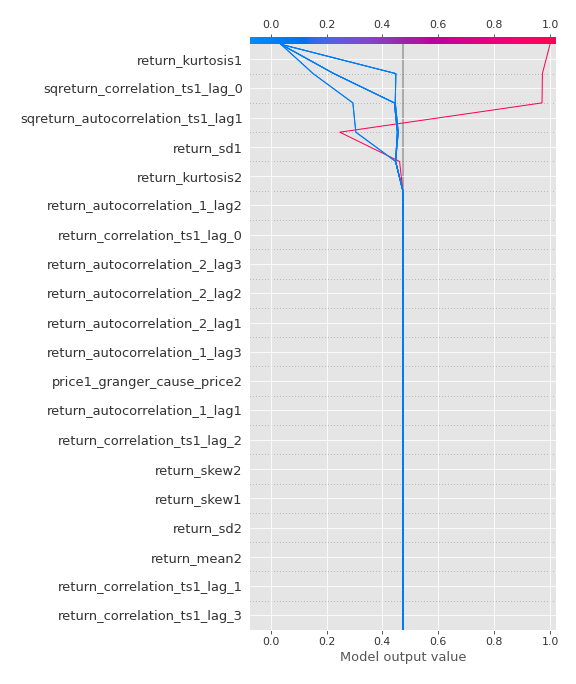 0.0 0.2 0.4 0.6 0.8 1.0
return_kurtosis1
sqreturn_correlation_ts1_lag_0
sqreturn_autocorrelation_ts1_lag1
return_sd1
return_kurtosis2
return_autocorrelation_1_lag2
return_correlation_ts1_lag_0
return_autocorrelation_2_lag3
return_autocorrelation_2_lag2
return_autocorrelation_2_lag1
return_autocorrelation_1_lag3
price1_granger_cause_price2
return_autocorrelation_1_lag1
return_correlation_ts1_lag_2
return_skew2
return_skew1
return_sd2
return_mean2
return_correlation_ts1_lag_1
return_correlation_ts1_lag_3
0.0 0.2 0.4 0.6 0.8 1.0
Model output value